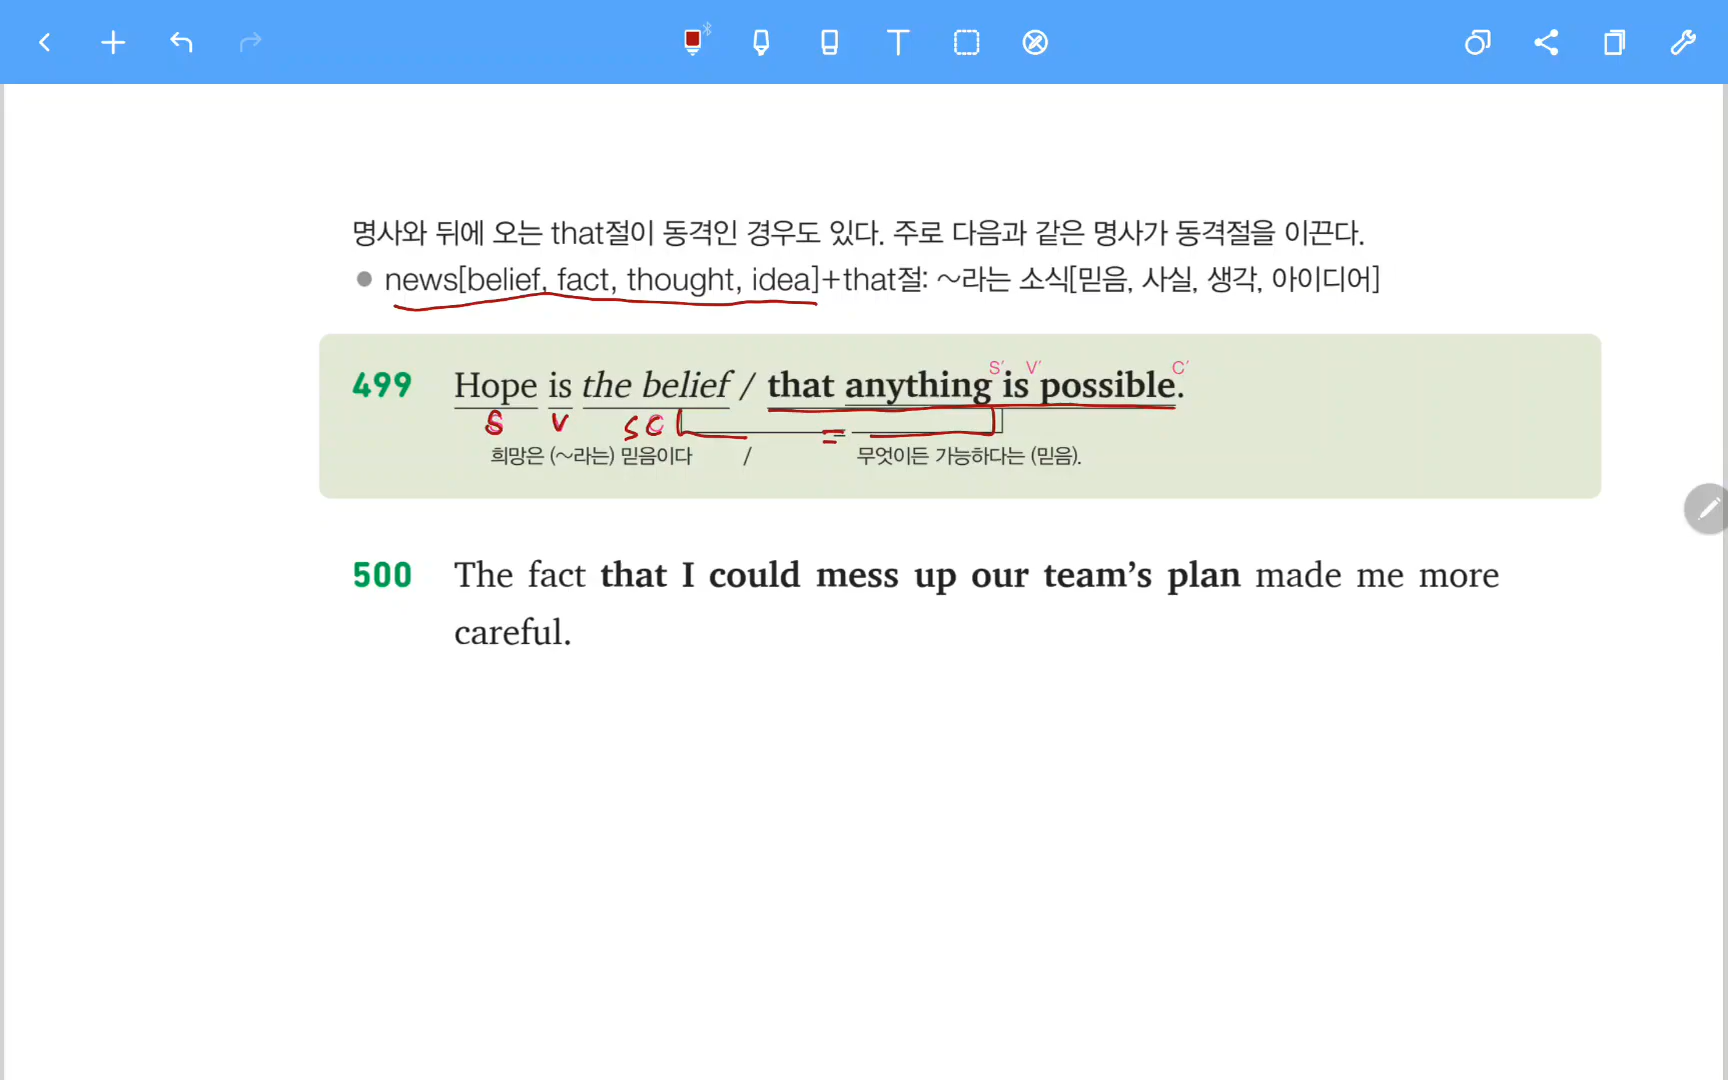 명사와 뒤에 오는 that절이 동격인 경우도 있다. 주로 다음과 같은 명사가 동격절을 이끈다.
● news[belief, fact, thought, idea]+that절: ~라는 소식[믿음, 사실, 생각, 아이디어]
S′ V′ C′
499 Hope is the belief / that anything is possible.
S V SC =
희망은 (~라는) 믿음이다 / 무엇이든 가능하다는 (믿음).
500 The fact that I could mess up our team’s plan made me more
careful.